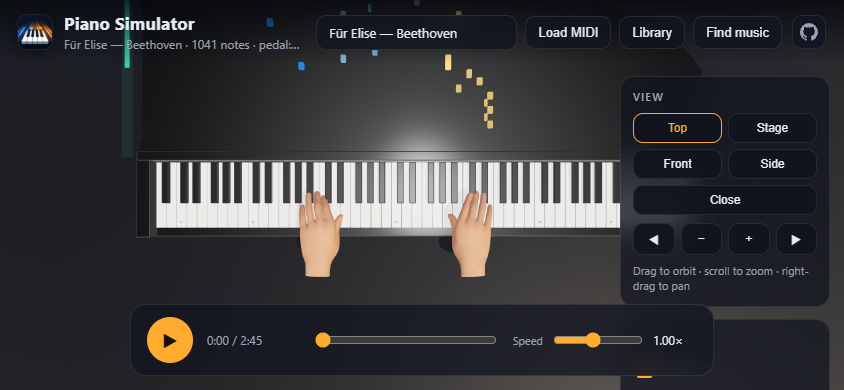 Piano Simulator
Für Elise — Beethoven · 1041 notes · pedal:...
Für Elise — Beethoven
Load MIDI
Library
Find music
VIEW
Top
Stage
Front
Side
Close
Drag to orbit · scroll to zoom · right-
drag to pan
0:00 / 2:45
Speed
1.00×